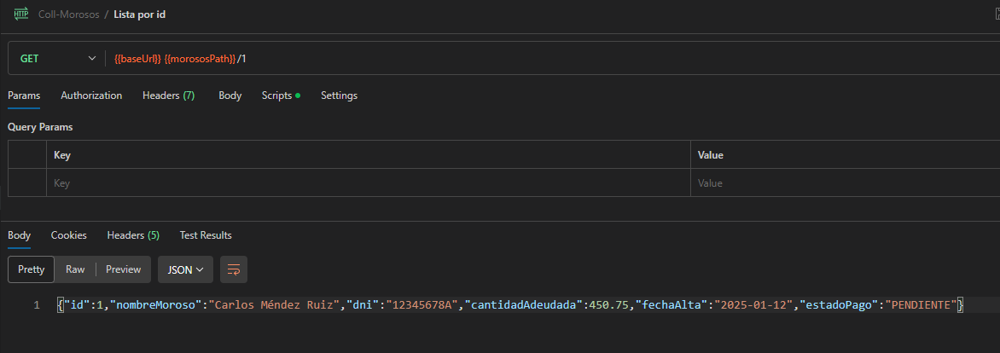 HTTP Coll-Morosos / Lista por id
GET {{baseUrl}} {{morososPath}}/1
Params Authorization Headers (7) Body Scripts Settings
Query Params
Key Value
Key Value
Body Cookies Headers (5) Test Results
Pretty Raw Preview JSON
1 {"id":1,"nombreMoroso":"Carlos Méndez Ruiz","dni":"12345678A","cantidadAdeudada":450.75,"fechaAlta":"2025-01-12","estadoPago":"PENDIENTE"}